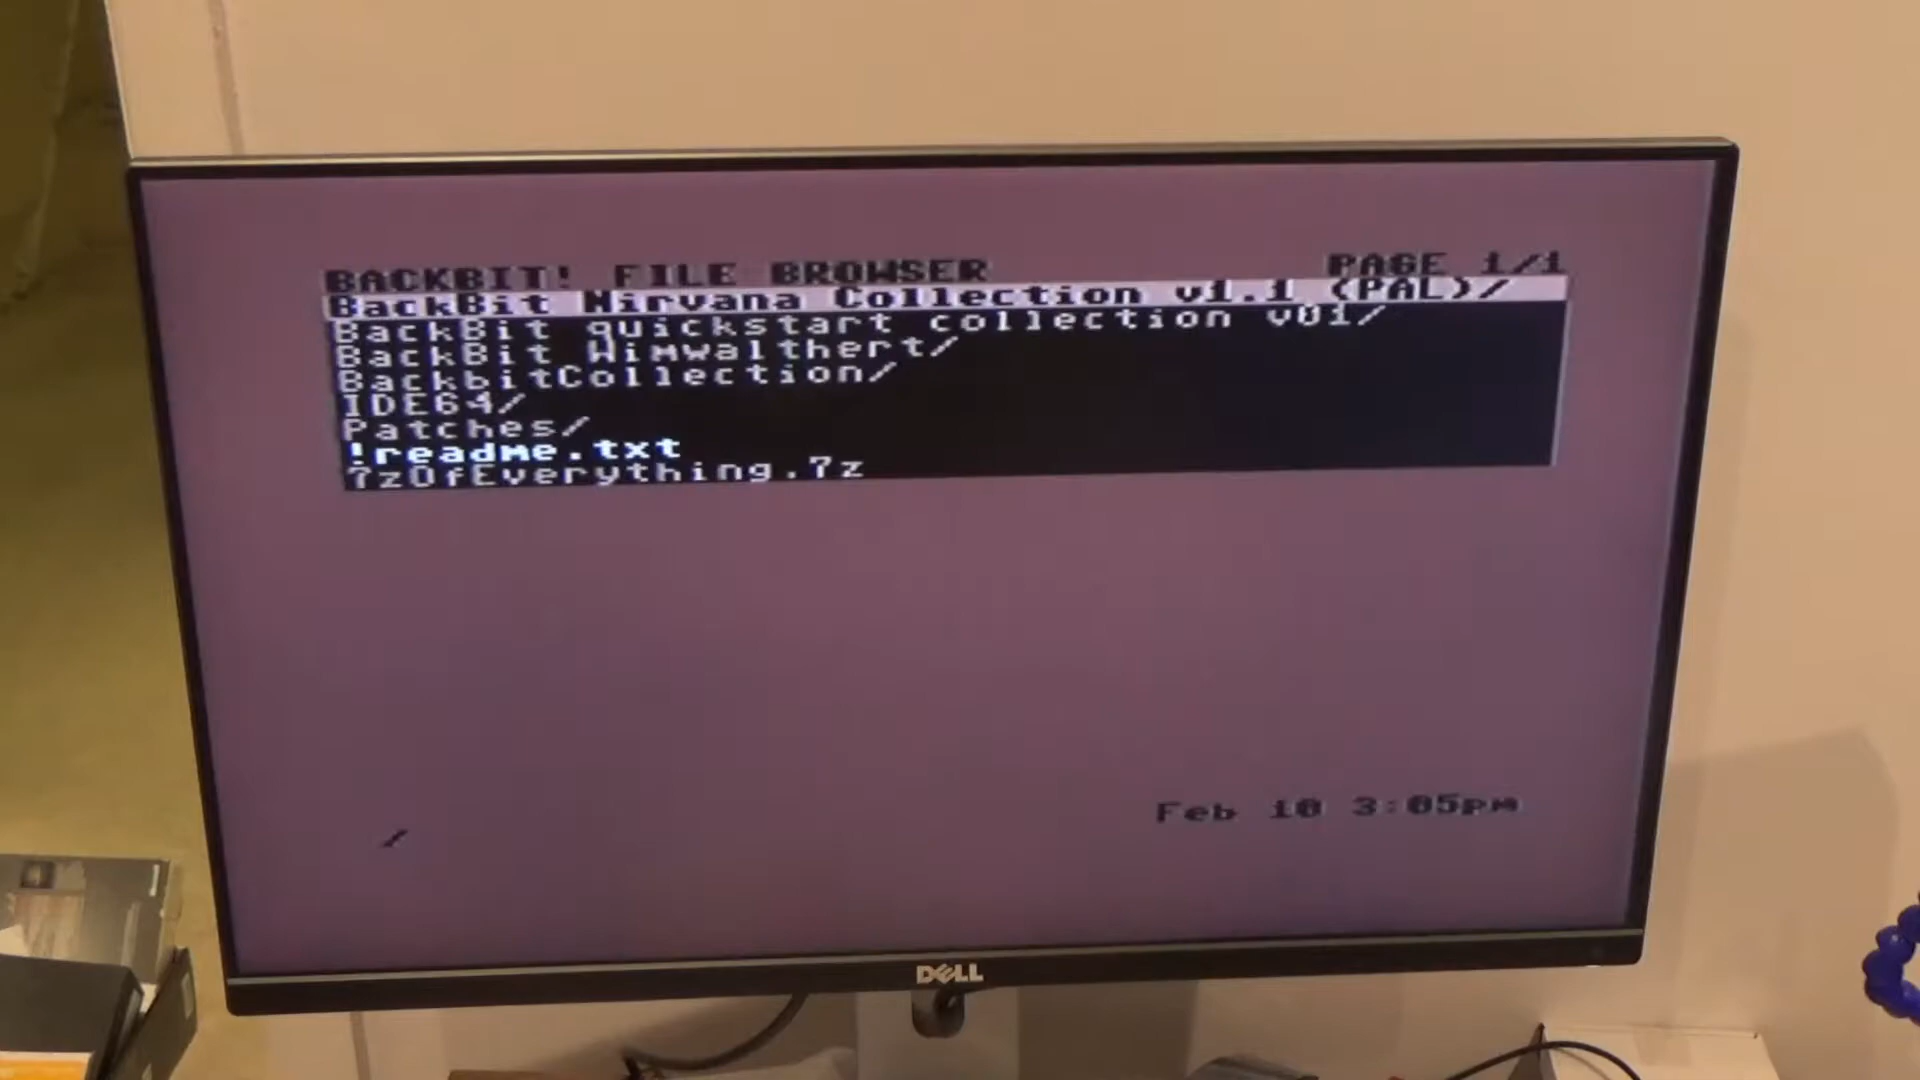 BACKBIT! FILE BROWSER PAGE 1/1
BackBit Nirvana Collection v1.1 (PAL)/
BackBit quickstart collection v01/
BackBit Wimwalthert/
BackbitCollection/
IDE64/
Patches/
!readme.txt
7zOfEverything.7z
Feb 10 3:05pm
/
DELL